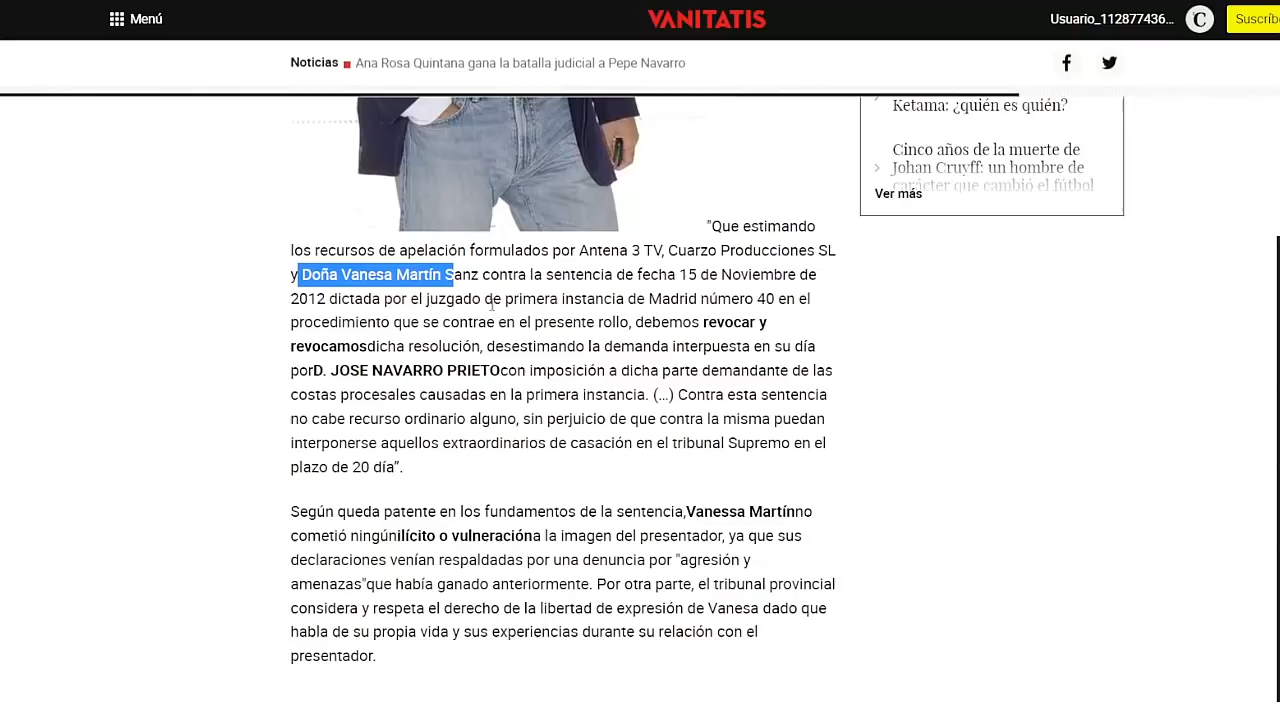 Menú
VANITATIS
Usuario_112877436...
C
Suscríb
Noticias
Ana Rosa Quintana gana la batalla judicial a Pepe Navarro
Ketama: ¿quién es quién?
Cinco años de la muerte de
Johan Cruyff: un hombre de
carácter que cambió el fútbol
Ver más
"Que estimando
los recursos de apelación formulados por Antena 3 TV, Cuarzo Producciones SL
y Doña Vanesa Martín Sanz contra la sentencia de fecha 15 de Noviembre de
2012 dictada por el juzgado de primera instancia de Madrid número 40 en el
procedimiento que se contrae en el presente rollo, debemos revocar y
revocamosdicha resolución, desestimando la demanda interpuesta en su día
porD. JOSE NAVARRO PRIETOcon imposición a dicha parte demandante de las
costas procesales causadas en la primera instancia. (...) Contra esta sentencia
no cabe recurso ordinario alguno, sin perjuicio de que contra la misma puedan
interponerse aquellos extraordinarios de casación en el tribunal Supremo en el
plazo de 20 día”.
Según queda patente en los fundamentos de la sentencia,Vanessa Martínno
cometió ningúnilícito o vulneracióna la imagen del presentador, ya que sus
declaraciones venían respaldadas por una denuncia por "agresión y
amenazas"que había ganado anteriormente. Por otra parte, el tribunal provincial
considera y respeta el derecho de la libertad de expresión de Vanesa dado que
habla de su propia vida y sus experiencias durante su relación con el
presentador.